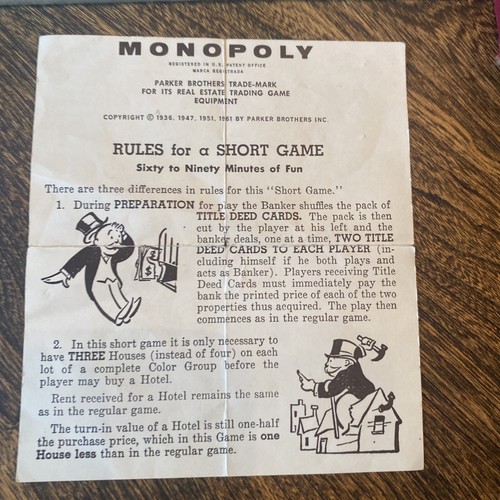 MONOPOLY
REGISTERED IN U.S. PATENT OFFICE
MARCA REGISTRADA
PARKER BROTHERS TRADE-MARK
FOR ITS REAL ESTATE TRADING GAME
EQUIPMENT
COPYRIGHT © 1936, 1947, 1951, 1961 BY PARKER BROTHERS INC.
RULES for a SHORT GAME
Sixty to Ninety Minutes of Fun
There are three differences in rules for this "Short Game."
1. During PREPARATION for play the Banker shuffles the pack of
TITLE DEED CARDS. The pack is then
cut by the player at his left and the
banker deals, one at a time, TWO TITLE
DEED CARDS TO EACH PLAYER (in-
cluding himself if he both plays and
acts as Banker). Players receiving Title
Deed Cards must immediately pay the
bank the printed price of each of the two
properties thus acquired. The play then
commences as in the regular game.
$
$
2. In this short game it is only necessary to
have THREE Houses (instead of four) on each
lot of a complete Color Group before the
player may buy a Hotel.
Rent received for a Hotel remains the same
as in the regular game.
The turn-in value of a Hotel is still one-half
the purchase price, which in this Game is one
House less than in the regular game.